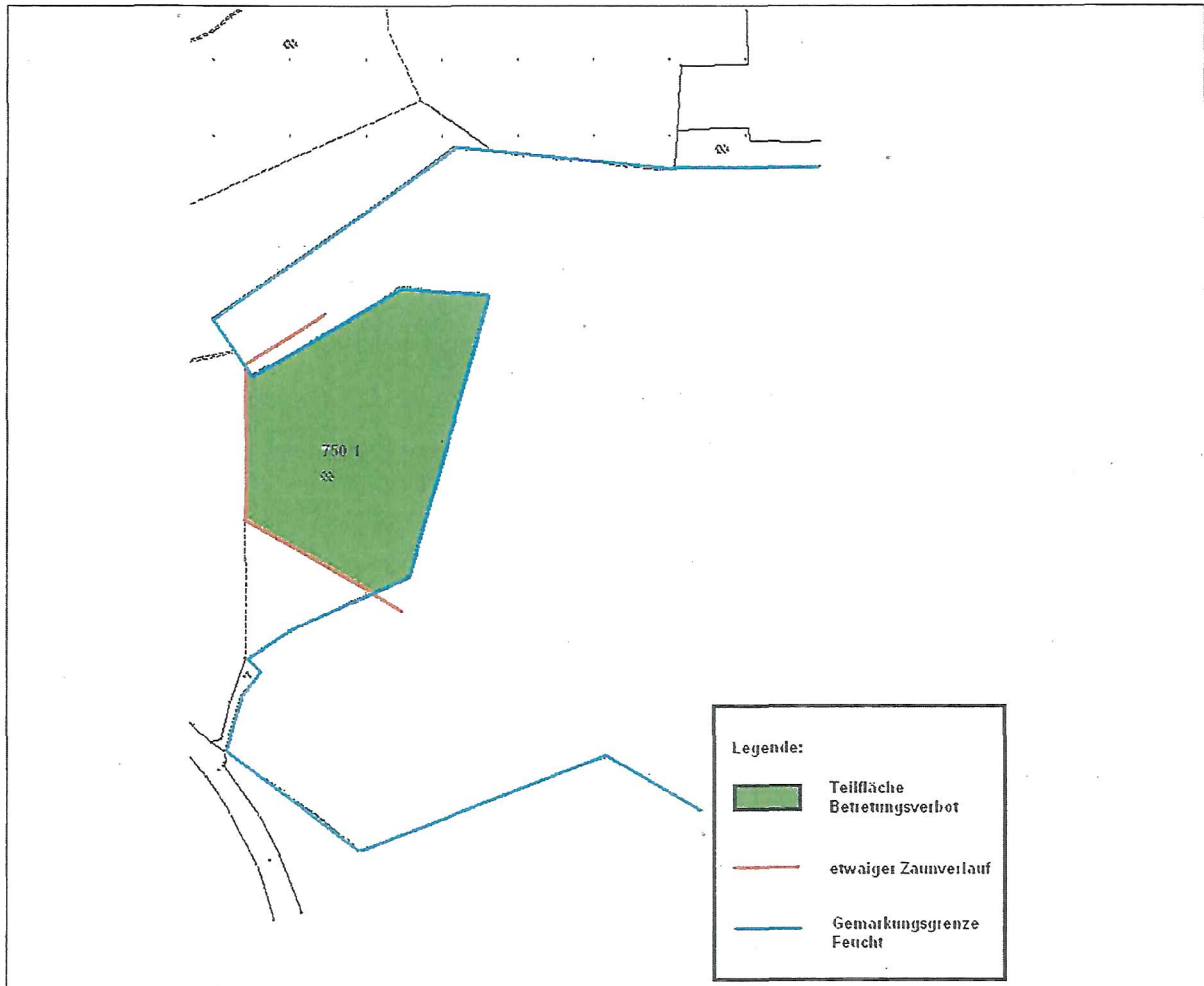 750 1
Legende:
Teilfläche
Betretungsverbot
etwaiger Zaunverlauf
Gemarkungsgrenze
Feucht